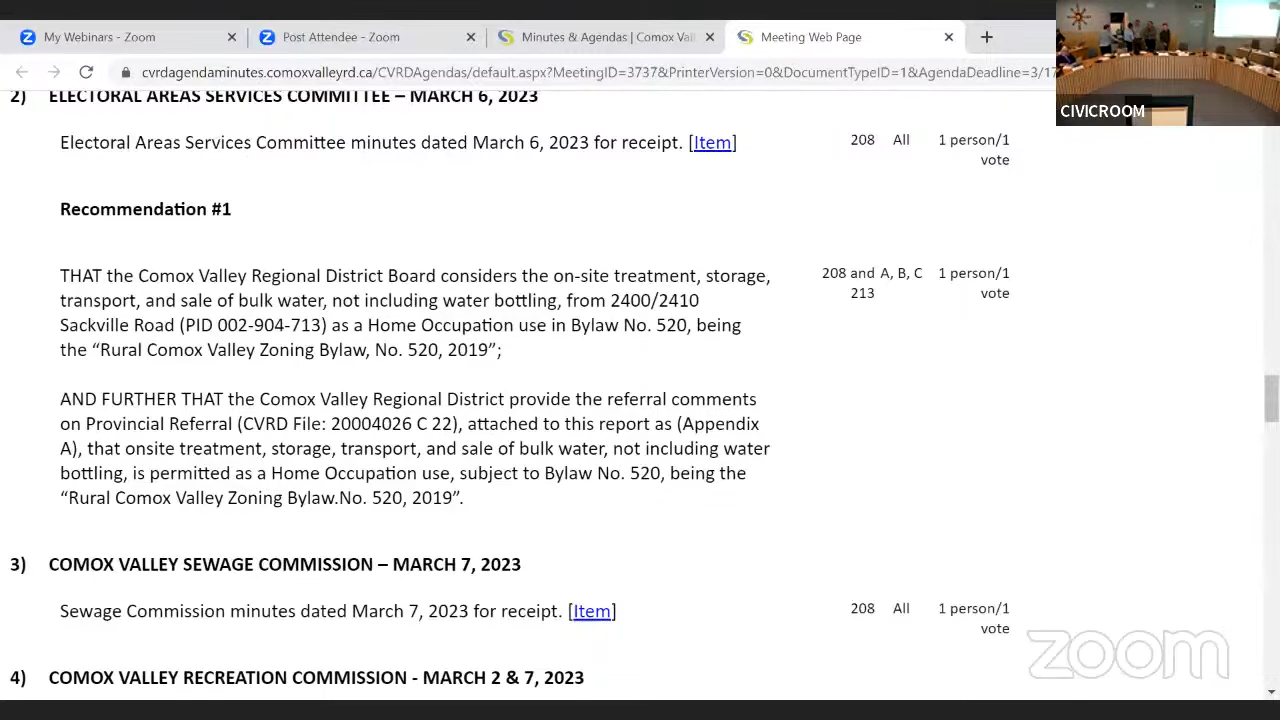 My Webinars - Zoom
Post Attendee - Zoom
Minutes & Agendas | Comox Val
Meeting Web Page
cvrdagendaminutes.comoxvalleyrd.ca/CVRDAgendas/default.aspx?MeetingID=3737&PrinterVersion=0&DocumentTypeID=1&AgendaDeadline=3/17
CIVICROOM
2) ELECTORAL AREAS SERVICES COMMITTEE – MARCH 6, 2023
Electoral Areas Services Committee minutes dated March 6, 2023 for receipt. [Item] 208 All 1 person/1
vote
Recommendation #1
THAT the Comox Valley Regional District Board considers the on-site treatment, storage, 208 and A, B, C 1 person/1
transport, and sale of bulk water, not including water bottling, from 2400/2410 213 vote
Sackville Road (PID 002-904-713) as a Home Occupation use in Bylaw No. 520, being
the “Rural Comox Valley Zoning Bylaw, No. 520, 2019”;
AND FURTHER THAT the Comox Valley Regional District provide the referral comments
on Provincial Referral (CVRD File: 20004026 C 22), attached to this report as (Appendix
A), that onsite treatment, storage, transport, and sale of bulk water, not including water
bottling, is permitted as a Home Occupation use, subject to Bylaw No. 520, being the
“Rural Comox Valley Zoning Bylaw.No. 520, 2019”.
3) COMOX VALLEY SEWAGE COMMISSION – MARCH 7, 2023
Sewage Commission minutes dated March 7, 2023 for receipt. [Item] 208 All 1 person/1
vote
zoom
4) COMOX VALLEY RECREATION COMMISSION - MARCH 2 & 7, 2023